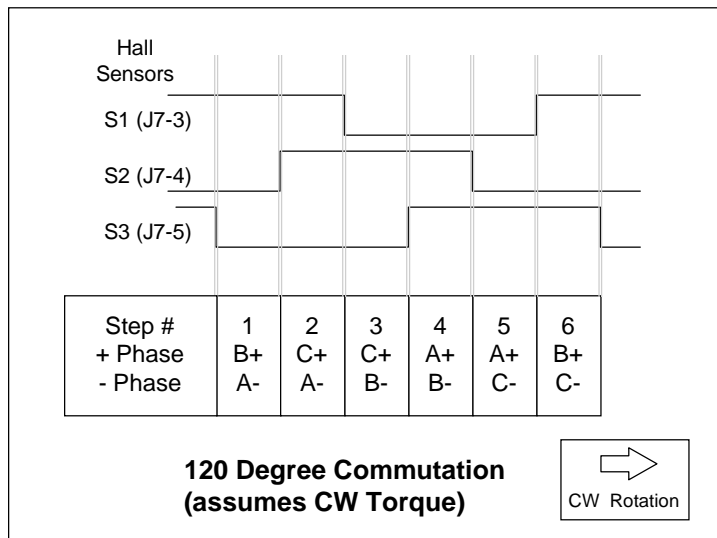 Hall
Sensors
S1 (J7-3)
S2 (J7-4)
S3 (J7-5)
Step # 1 2 3 4 5 6
+ Phase B+ C+ C+ A+ A+ B+
- Phase A- A- B- B- C- C-
120 Degree Commutation
(assumes CW Torque)
CW Rotation